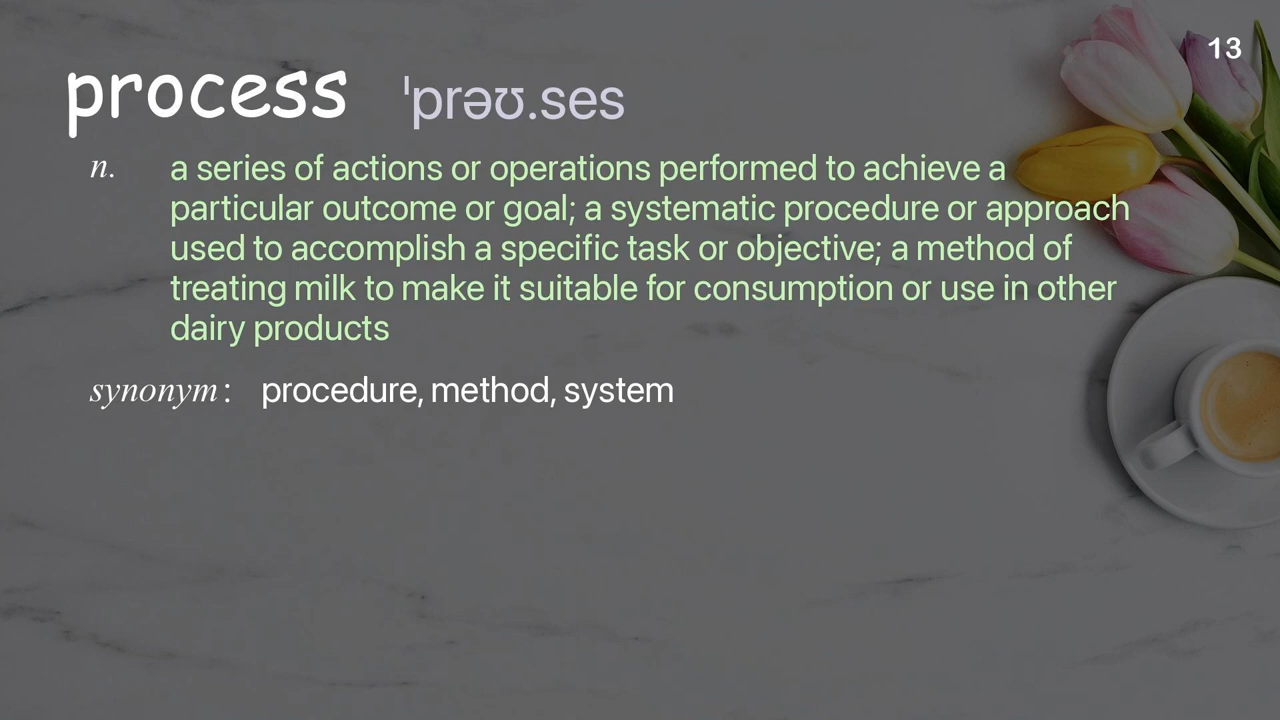 13
process ˈprəʊ.ses
n. a series of actions or operations performed to achieve a
particular outcome or goal; a systematic procedure or approach
used to accomplish a specific task or objective; a method of
treating milk to make it suitable for consumption or use in other
dairy products
synonym: procedure, method, system